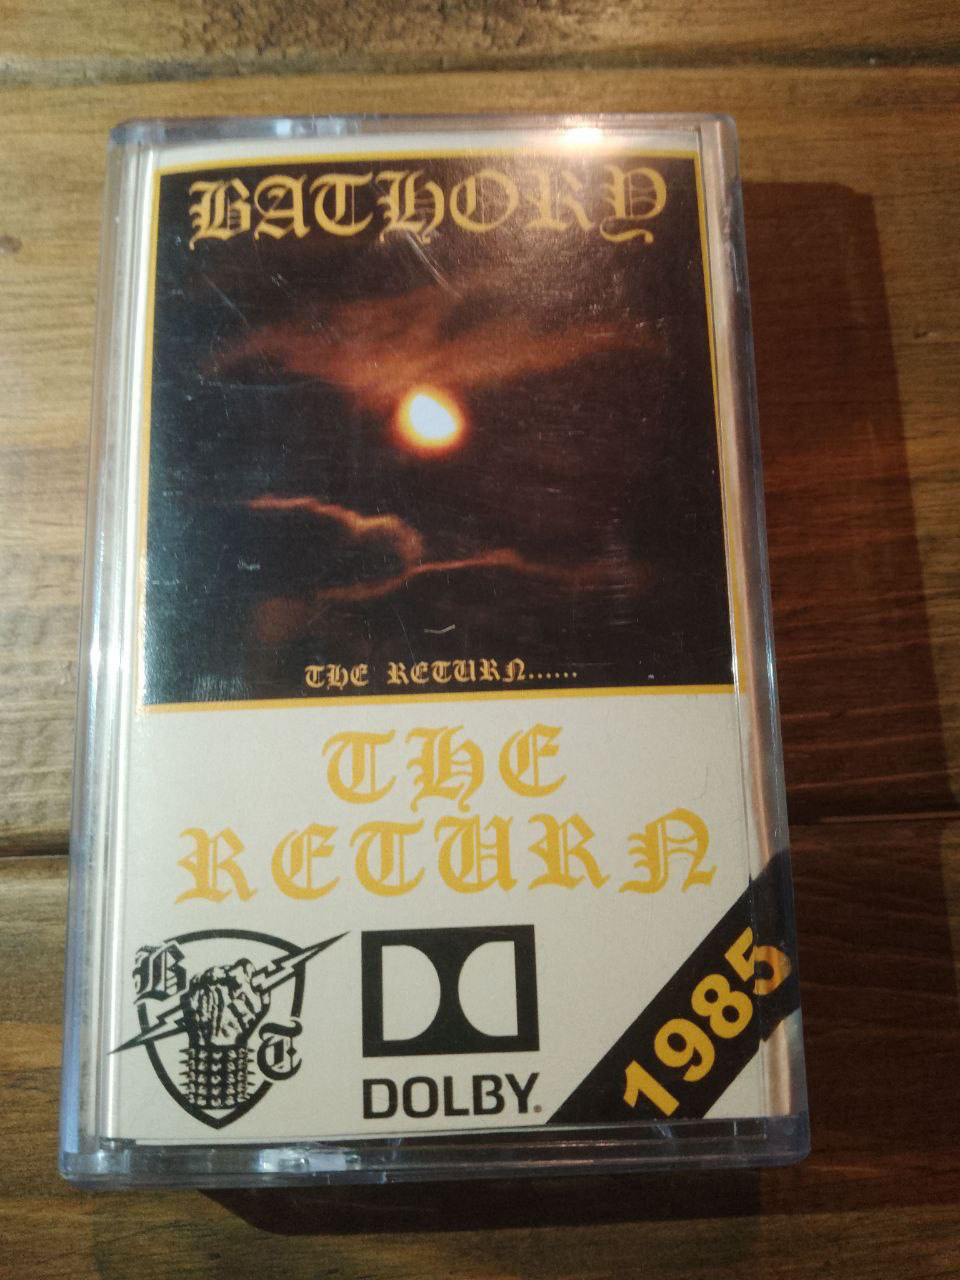 BATHORY
THE RETURN......
THE
RETURN
B
T
DOLBY.
1985